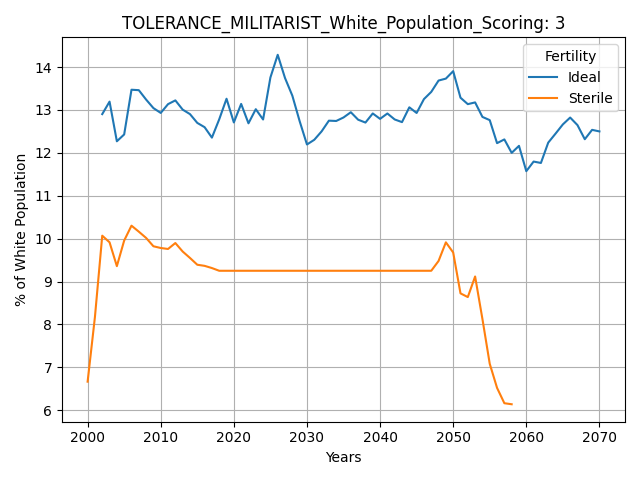 TOLERANCE_MILITARIST_White_Population_Scoring: 3
Fertility
Ideal
Sterile
% of White Population
14
13
12
11
10
9
8
7
6
2000 2010 2020 2030 2040 2050 2060 2070
Years